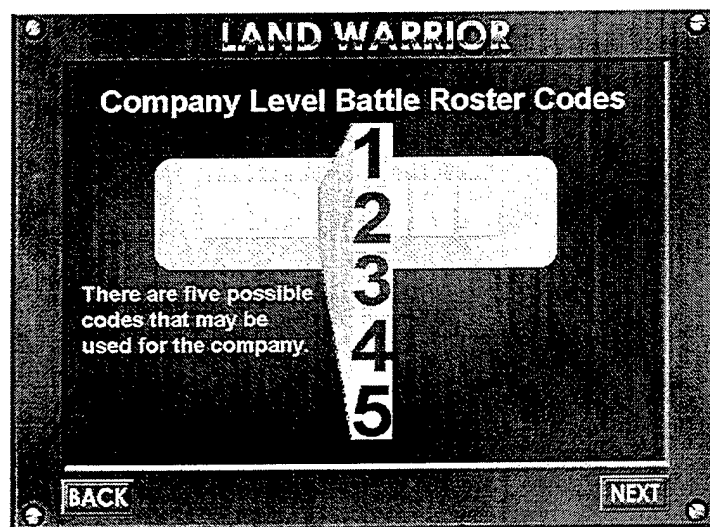 LAND WARRIOR
Company Level Battle Roster Codes
1
2
3
4
5
There are five possible
codes that may be
used for the company.
BACK
NEXT